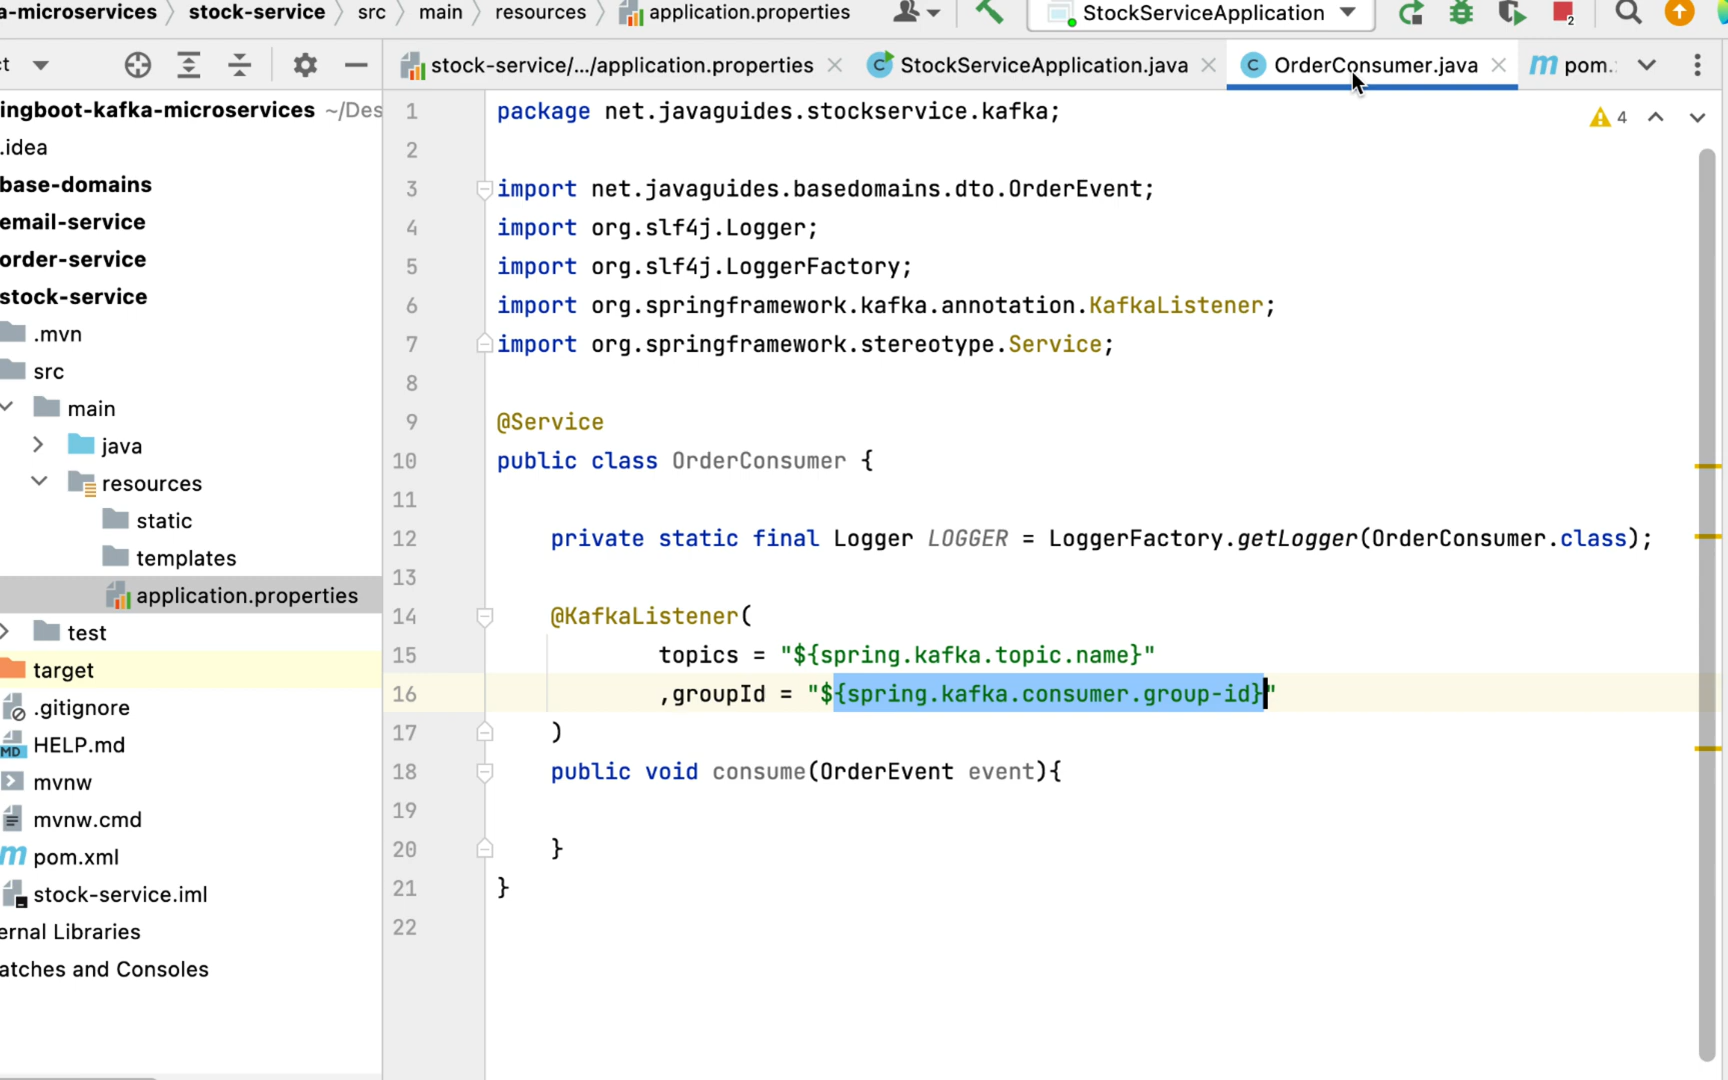 a-microservices stock-service src main resources application.properties StockServiceApplication 2
ct stock-service/.../application.properties StockServiceApplication.java OrderConsumer.java pom.
ingboot-kafka-microservices ~/Des
.idea
base-domains
email-service
order-service
stock-service
.mvn
src
main
java
resources
static
templates
application.properties
test
target
.gitignore
HELP.md
mvnw
mvnw.cmd
pom.xml
stock-service.iml
ernal Libraries
atches and Consoles
4
1 package net.javaguides.stockservice.kafka;
2
3 import net.javaguides.basedomains.dto.OrderEvent;
4 import org.slf4j.Logger;
5 import org.slf4j.LoggerFactory;
6 import org.springframework.kafka.annotation.KafkaListener;
7 import org.springframework.stereotype.Service;
8
9 @Service
10 public class OrderConsumer {
11
12 private static final Logger LOGGER = LoggerFactory.getLogger(OrderConsumer.class);
13
14 @KafkaListener(
15 topics = "${spring.kafka.topic.name}"
16 ,groupId = "${spring.kafka.consumer.group-id}"
17 )
18 public void consume(OrderEvent event){
19
20 }
21 }
22